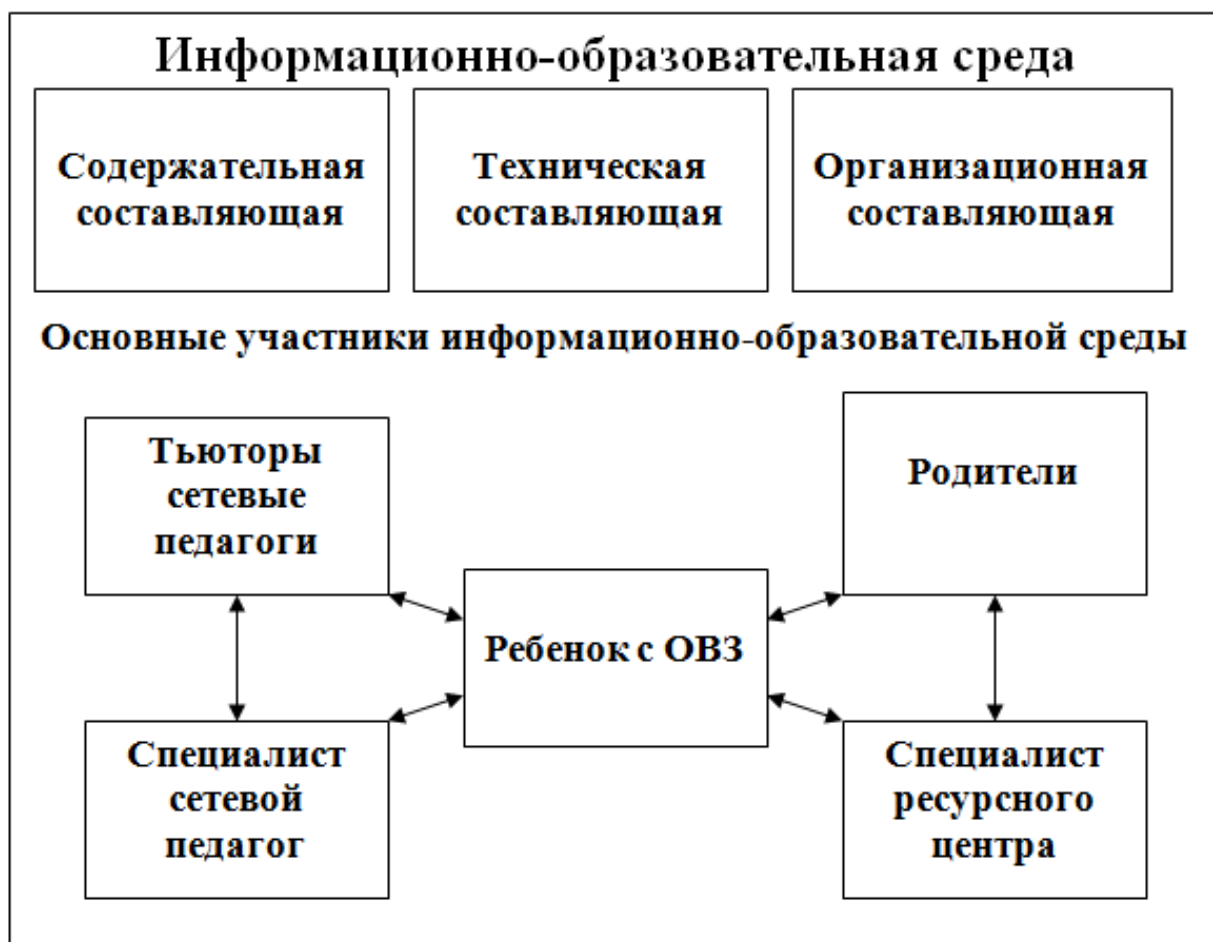 Информационно-образовательная среда
Содержательная
составляющая
Техническая
составляющая
Организационная
составляющая
Основные участники информационно-образовательной среды
Тьюторы
сетевые
педагоги
Родители
Ребенок с ОВЗ
Специалист
сетевой
педагог
Специалист
ресурсного
центра